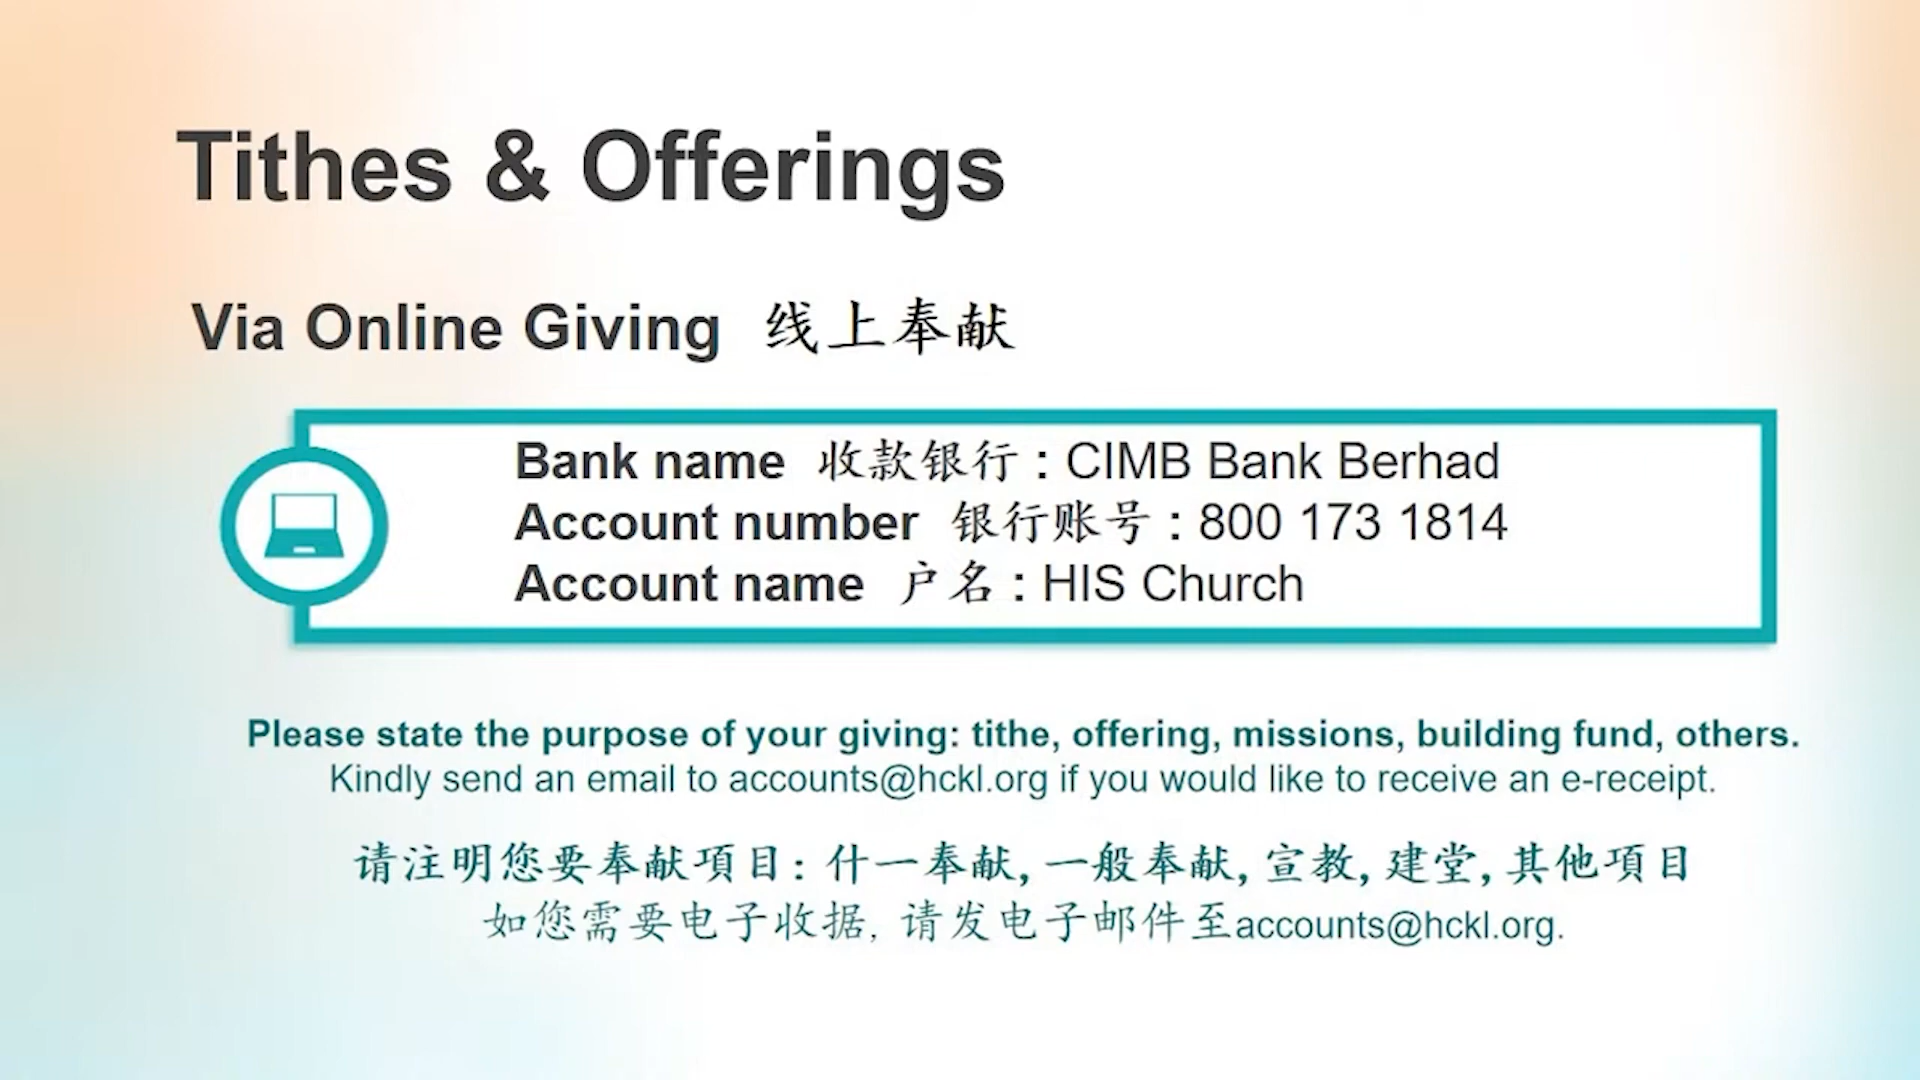 Tithes & Offerings
Via Online Giving 线上奉献
Bank name 收款银行 : CIMB Bank Berhad
Account number 银行账号 : 800 173 1814
Account name 户名 : HIS Church
Please state the purpose of your giving: tithe, offering, missions, building fund, others.
Kindly send an email to accounts@hckl.org if you would like to receive an e-receipt.
请注明您要奉献項目: 什一奉献, 一般奉献, 宣教, 建堂, 其他項目
如您需要电子收据, 请发电子邮件至accounts@hckl.org.